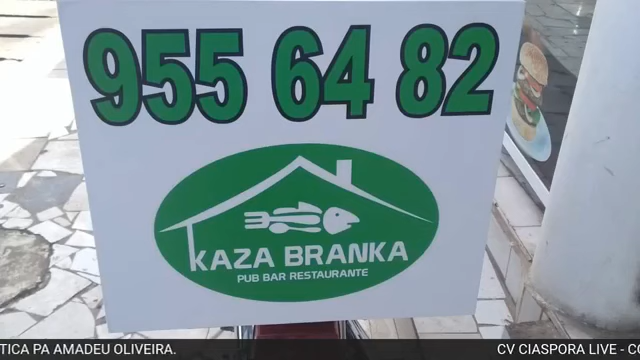 955 64 82
KAZA BRANKA
PUB BAR RESTAURANTE
TICA PA AMADEU OLIVEIRA. CV CIASPORA LIVE - CO